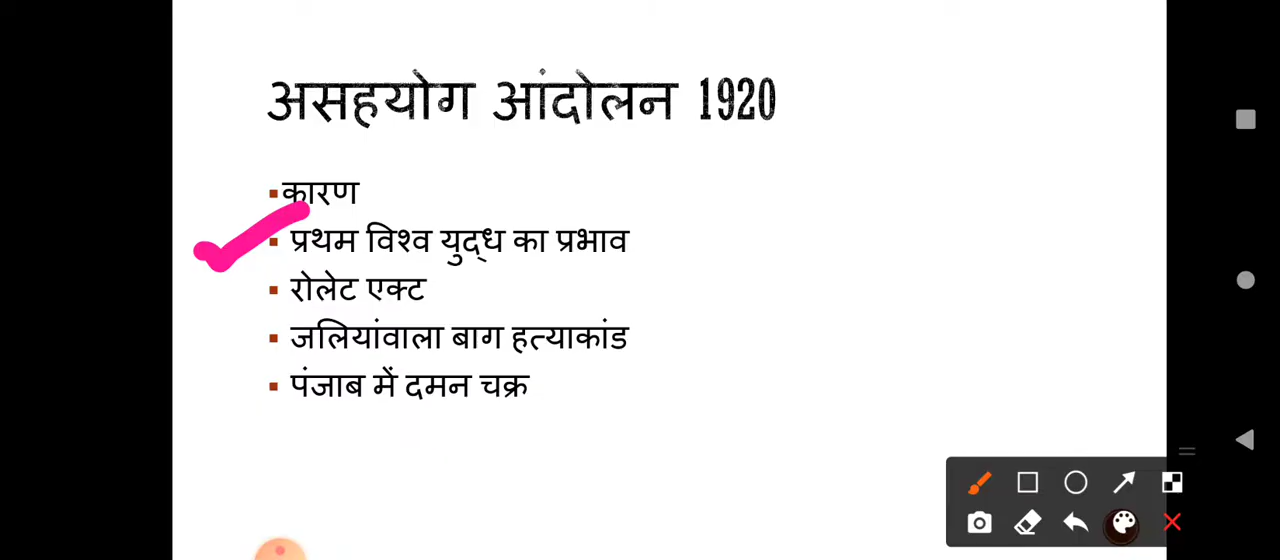 असहयोग आंदोलन 1920
▪कारण
▪ प्रथम विश्व युद्ध का प्रभाव
▪ रोलेट एक्ट
▪ जलियांवाला बाग हत्याकांड
▪ पंजाब में दमन चक्र